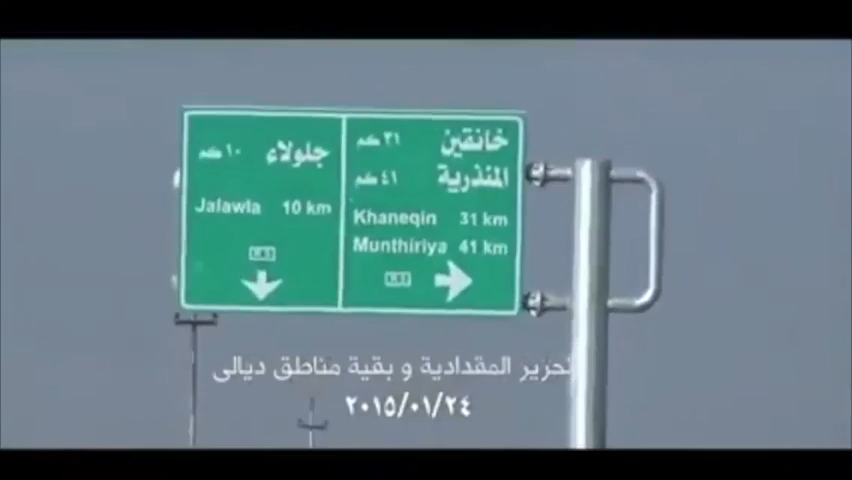 خانقين ٣١ كم
المنذرية ٤١ كم
Khaneqin 31 km
Munthiriya 41 km
جلولاء ١٠ كم
Jalawla 10 km
تحرير المقدادية و بقية مناطق ديالى
٢٠١٥/٠١/٢٤